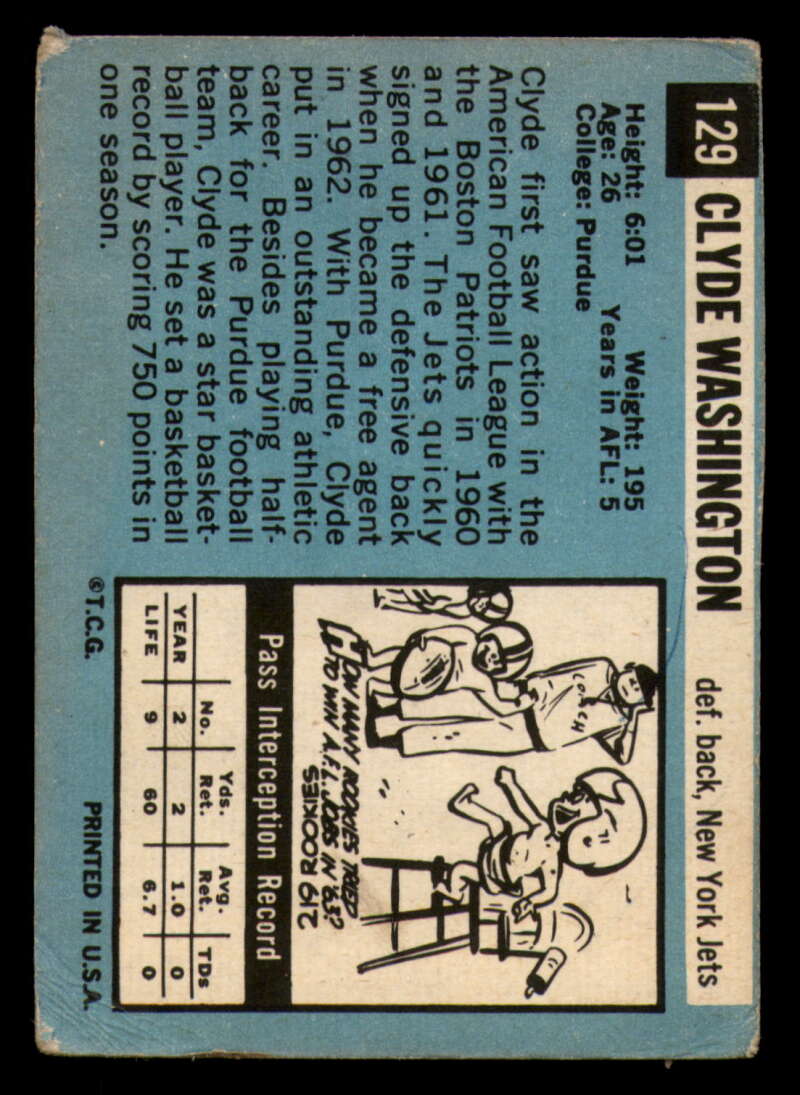 129 CLYDE WASHINGTON def. back, New York Jets
Height: 6:01 Weight: 195
Age: 26 Years in AFL: 5
College: Purdue
Clyde first saw action in the
American Football League with
the Boston Patriots in 1960
and 1961. The Jets quickly
signed up the defensive back
when he became a free agent
in 1962. With Purdue, Clyde
put in an outstanding athletic
career. Besides playing half-
back for the Purdue football
team, Clyde was a star basket-
ball player. He set a basketball
record by scoring 750 points in
one season.
COACH
71
HOW MANY ROOKIES TRIED
TO WIN A.F.L. JOBS IN '63?
219 ROOKIES
Pass Interception Record
No. Yds. Ret. Avg. Ret. TDs
YEAR 2 2 1.0 0
LIFE 9 60 6.7 0
©T.C.G. PRINTED IN U.S.A.